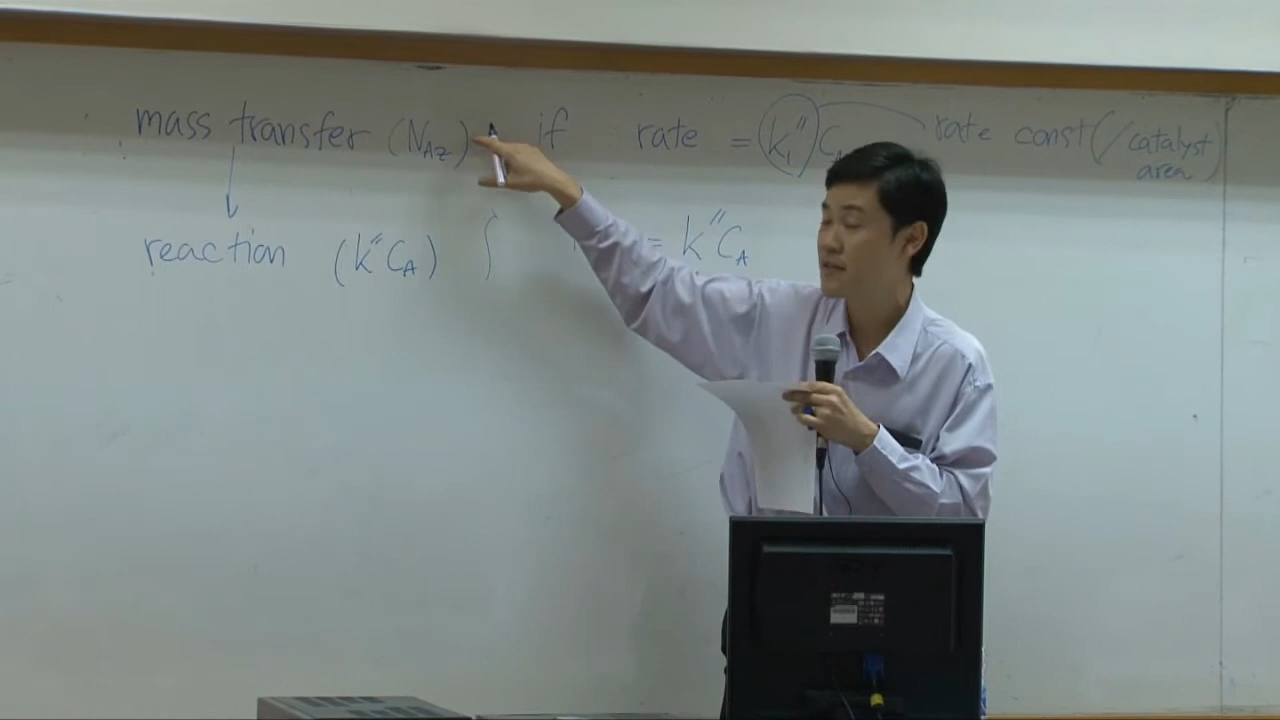 mass transfer (N_AZ) if rate = k₁″ C_A rate const (/catalyst
area)
reaction (k″C_A) = k″C_A